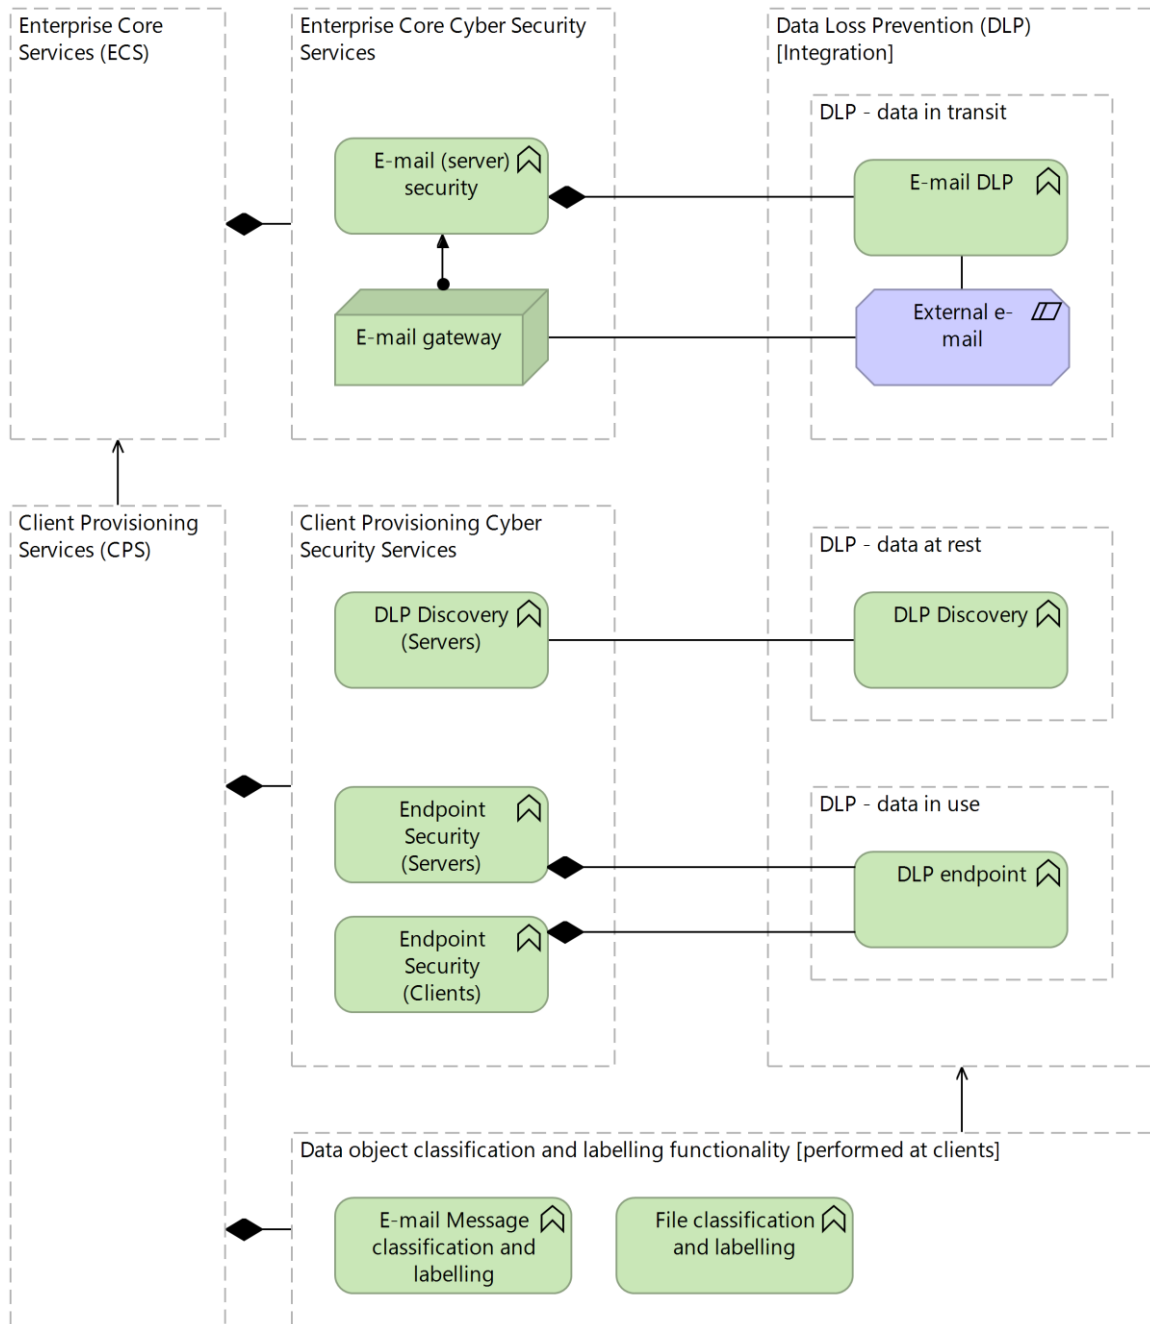 Enterprise Core
Services (ECS)
Enterprise Core Cyber Security
Services
Data Loss Prevention (DLP)
[Integration]
DLP - data in transit
E-mail (server)
security
E-mail DLP
E-mail gateway
External e-
mail
Client Provisioning
Services (CPS)
Client Provisioning Cyber
Security Services
DLP - data at rest
DLP Discovery
(Servers)
DLP Discovery
DLP - data in use
Endpoint
Security
(Servers)
DLP endpoint
Endpoint
Security
(Clients)
Data object classification and labelling functionality [performed at clients]
E-mail Message
classification and
labelling
File classification
and labelling